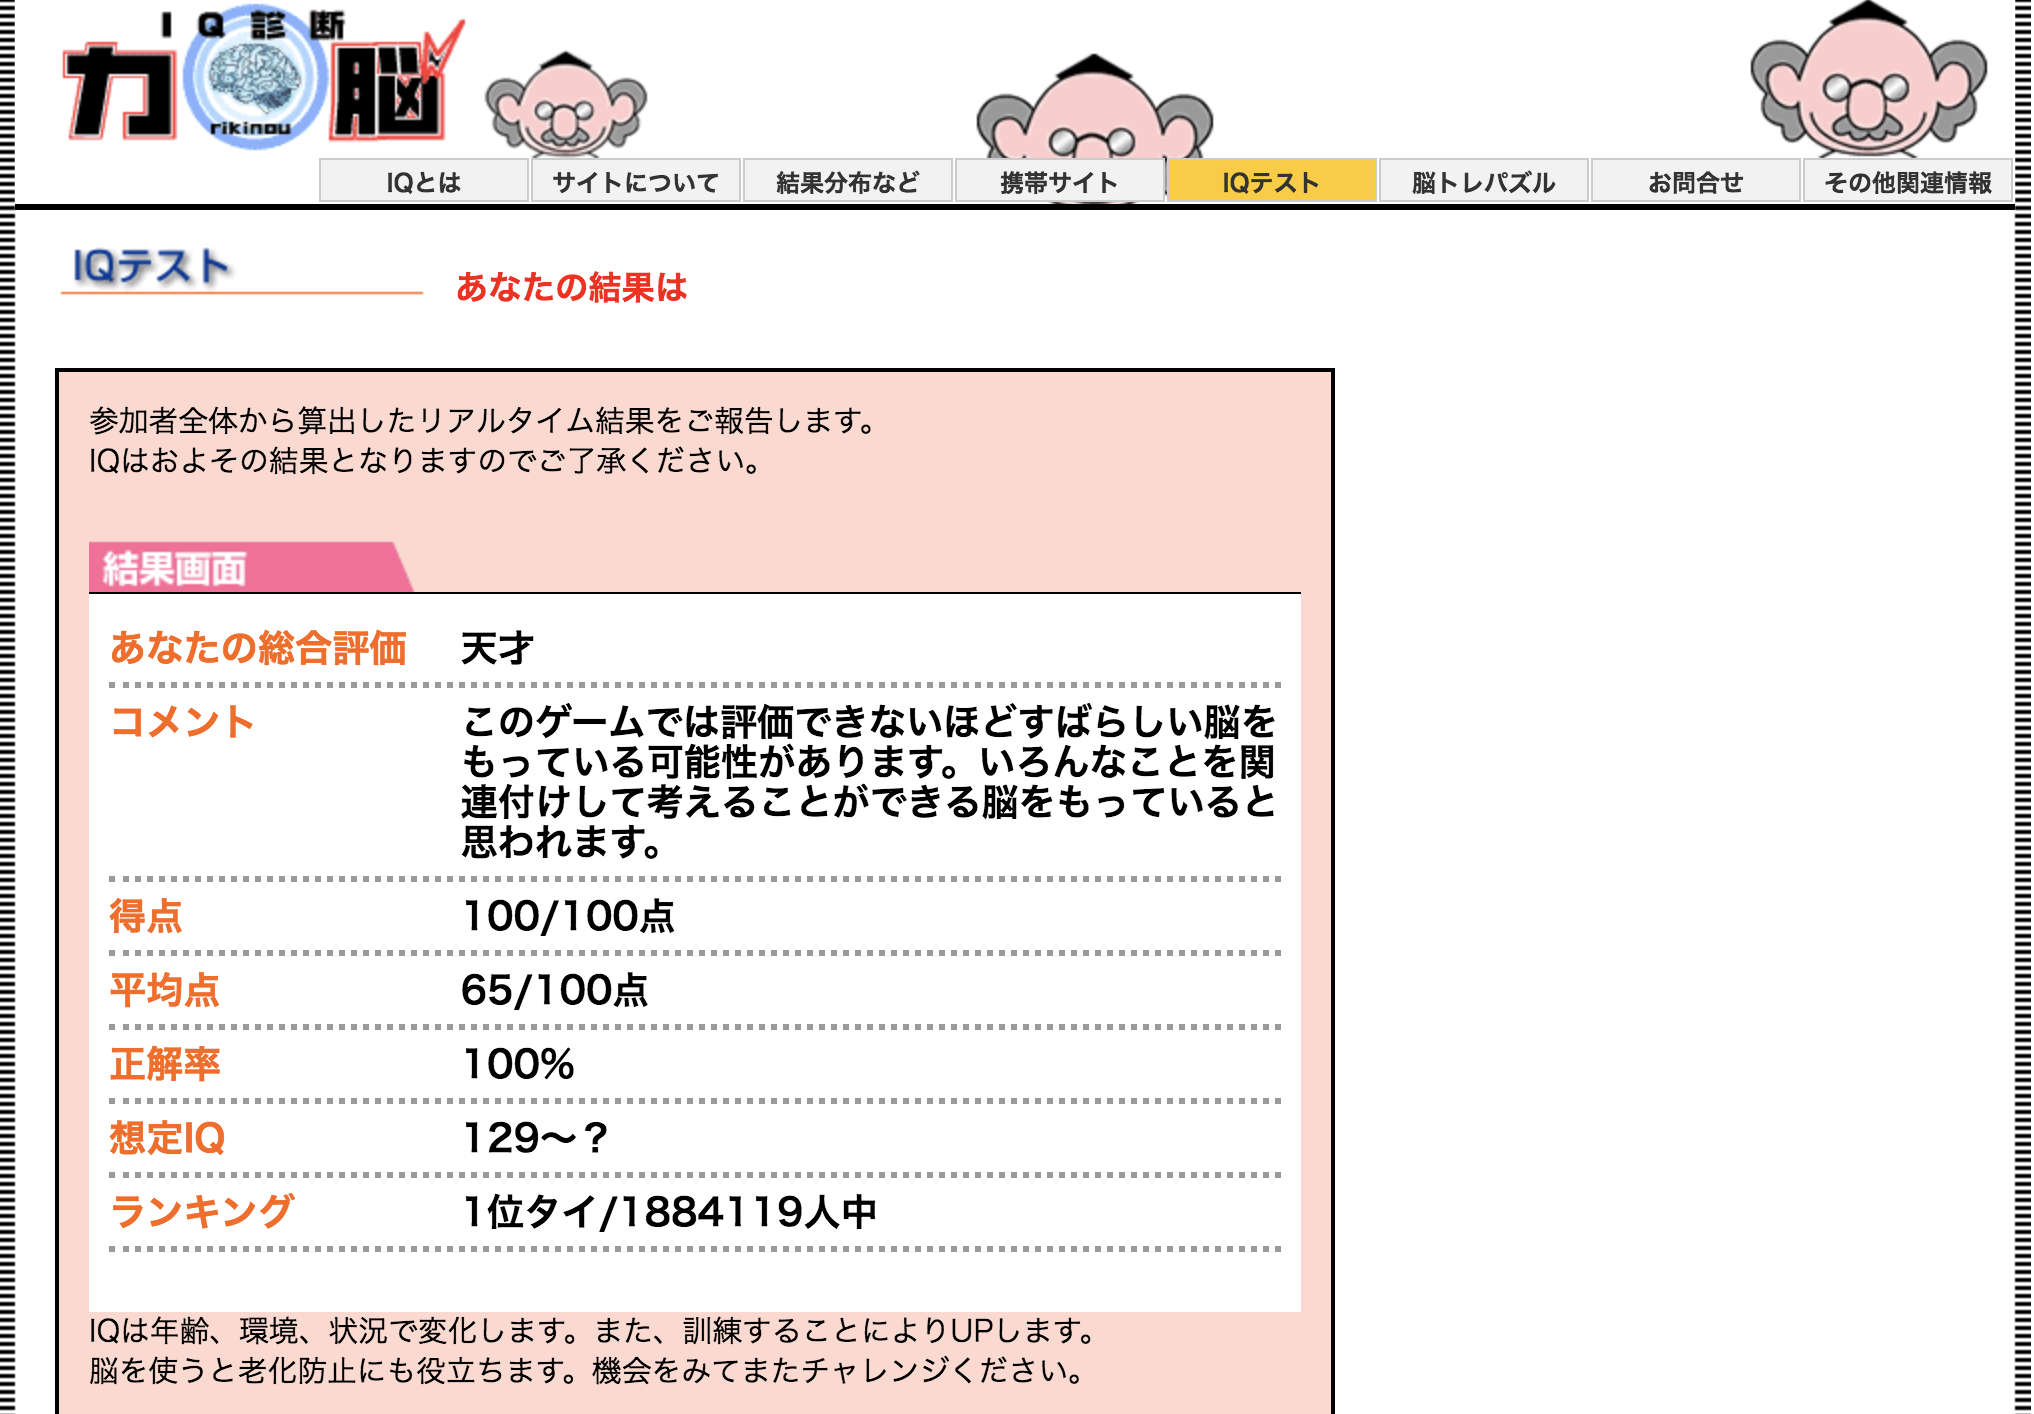 IQ診断
力脳
rikinou
IQとは
サイトについて
結果分布など
携帯サイト
IQテスト
脳トレパズル
お問合せ
その他関連情報
IQテスト
あなたの結果は
参加者全体から算出したリアルタイム結果をご報告します。
IQはおよその結果となりますのでご了承ください。
結果画面
あなたの総合評価 天才
コメント このゲームでは評価できないほどすばらしい脳を
もっている可能性があります。いろんなことを関
連付けして考えることができる脳をもっていると
思われます。
得点 100/100点
平均点 65/100点
正解率 100%
想定IQ 129〜？
ランキング 1位タイ/1884119人中
IQは年齢、環境、状況で変化します。また、訓練することによりUPします。
脳を使うと老化防止にも役立ちます。機会をみてまたチャレンジください。